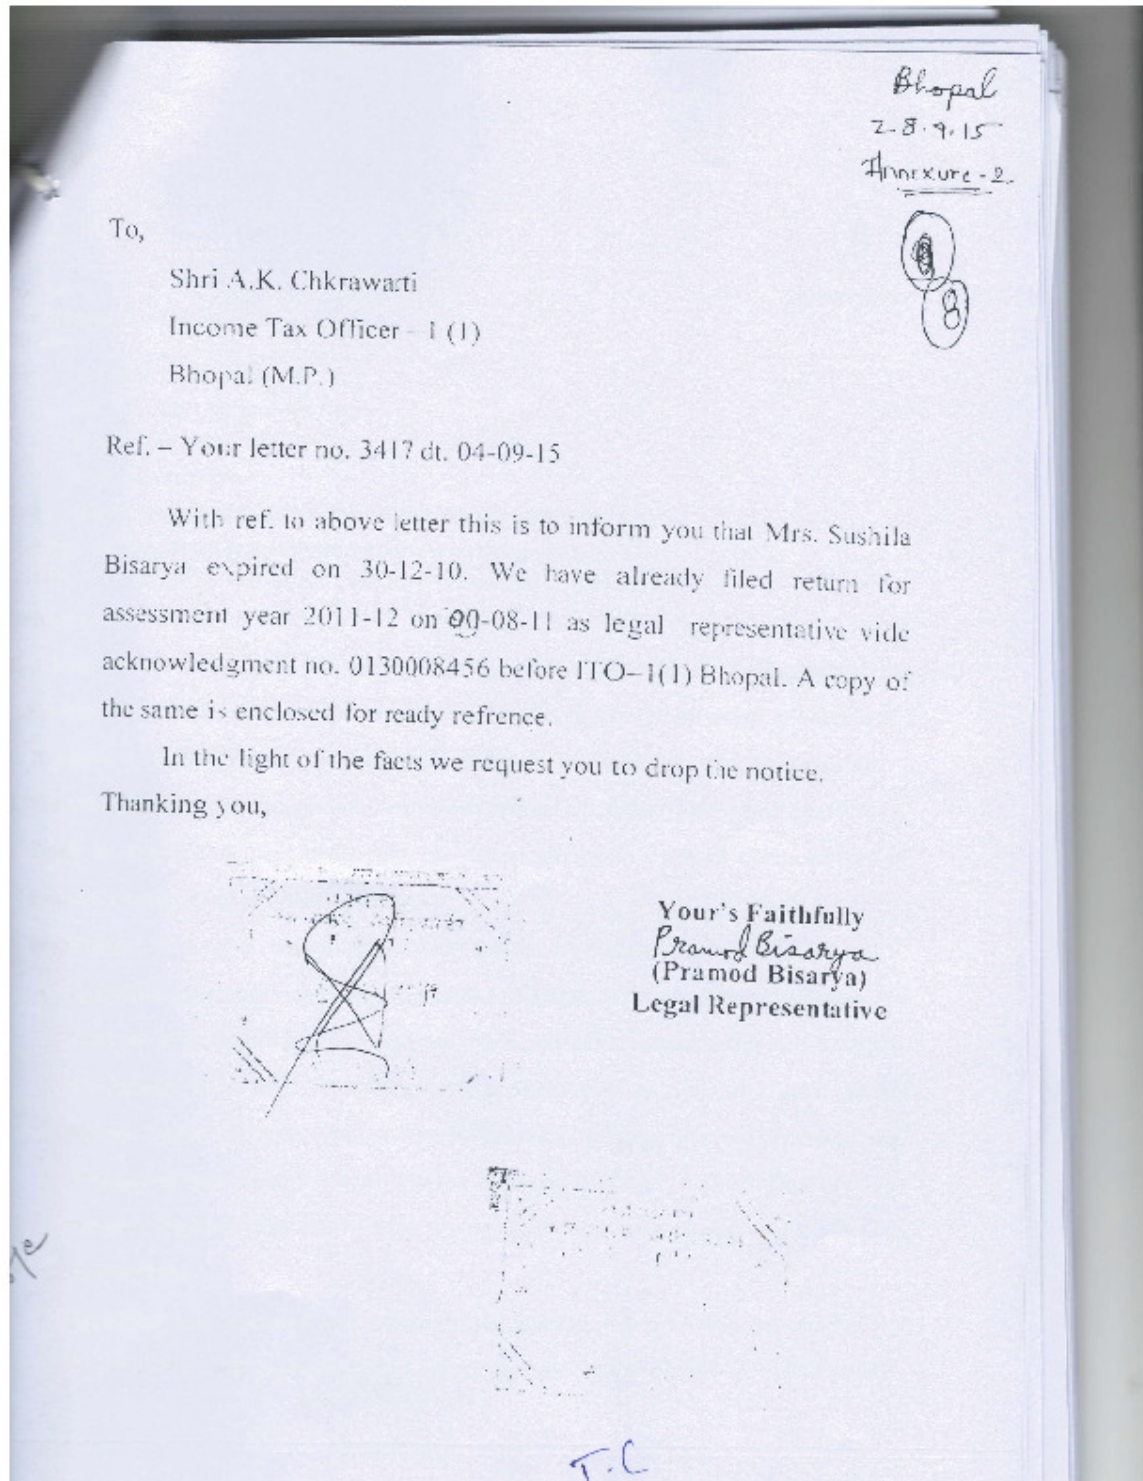 Bhopal
28.9.15
Annexure-2
8
To,
Shri A.K. Chkrawarti
Income Tax Officer - 1 (1)
Bhopal (M.P.)
Ref. – Your letter no. 3417 dt. 04-09-15
With ref. to above letter this is to inform you that Mrs. Sushila
Bisarya expired on 30-12-10. We have already filed return for
assessment year 2011-12 on -08-11 as legal representative vide
acknowledgment no. 0130008456 before ITO–1(1) Bhopal. A copy of
the same is enclosed for ready refrence.
In the light of the facts we request you to drop the notice.
Thanking you,
Your's Faithfully
Pramod Bisarya
(Pramod Bisarya)
Legal Representative
T.C